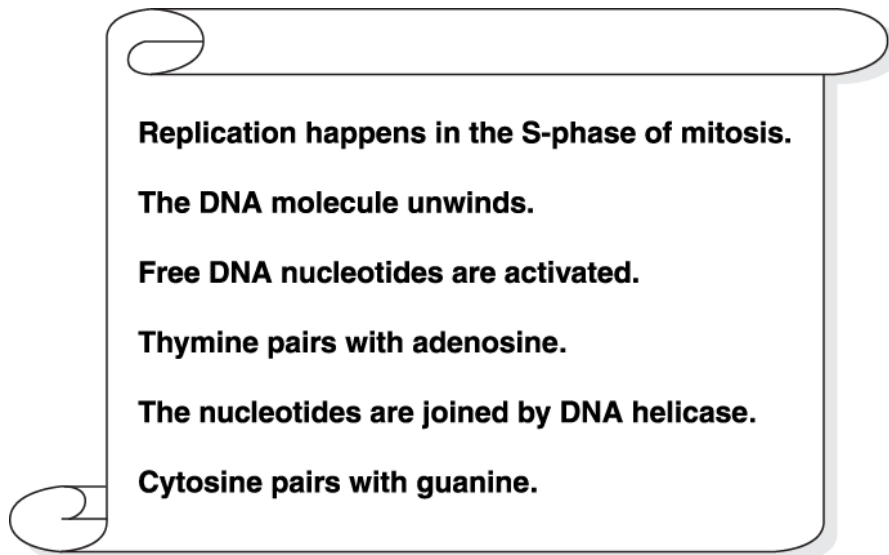 Replication happens in the S-phase of mitosis.
The DNA molecule unwinds.
Free DNA nucleotides are activated.
Thymine pairs with adenosine.
The nucleotides are joined by DNA helicase.
Cytosine pairs with guanine.